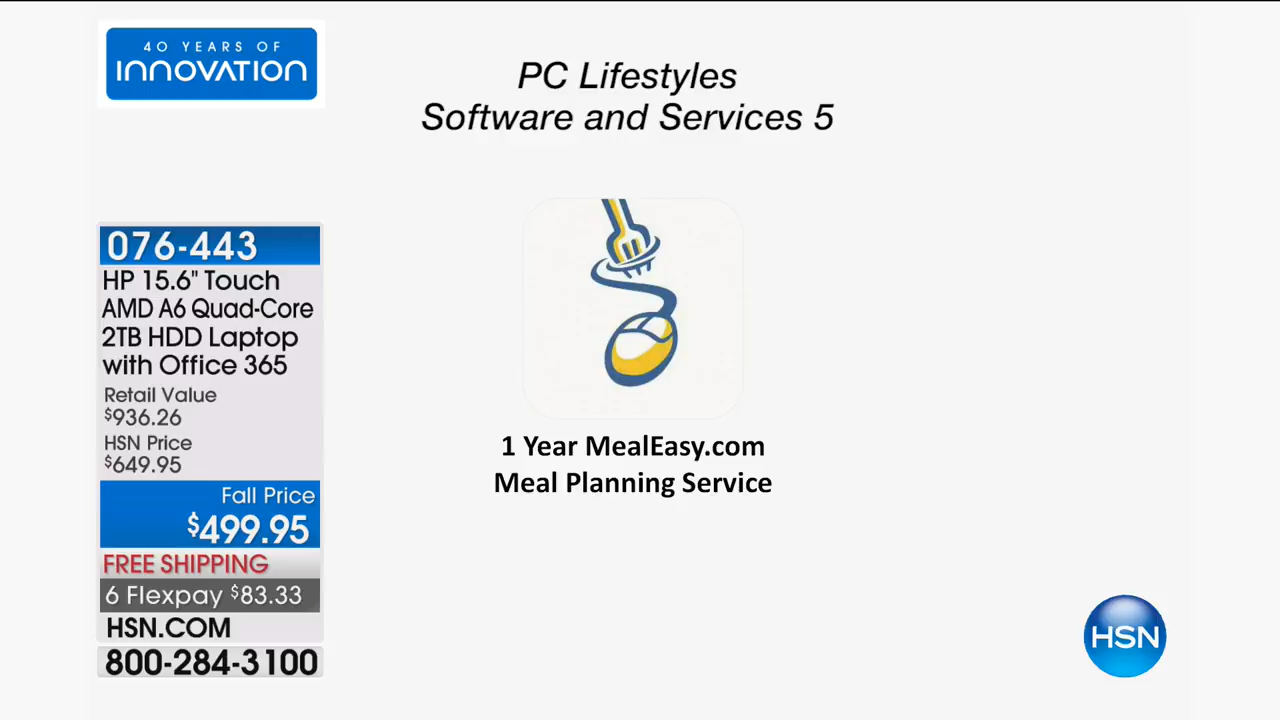 40 YEARS OF
INNOVATION
PC Lifestyles
Software and Services 5
076-443
HP 15.6" Touch
AMD A6 Quad-Core
2TB HDD Laptop
with Office 365
Retail Value
$936.26
HSN Price
$649.95
Fall Price
$499.95
FREE SHIPPING
6 Flexpay $83.33
HSN.COM
800-284-3100
1 Year MealEasy.com
Meal Planning Service
HSN